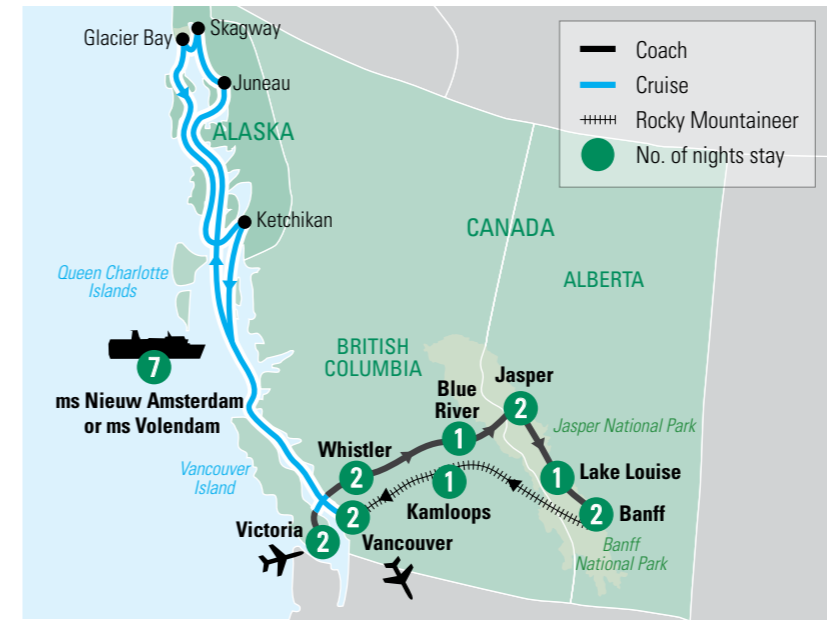 Glacier Bay
Skagway
Juneau
ALASKA
Ketchikan
Coach
Cruise
Rocky Mountaineer
No. of nights stay
CANADA
ALBERTA
Queen Charlotte
Islands
7
ms Nieuw Amsterdam
or ms Volendam
BRITISH
COLUMBIA
Vancouver
Island
Whistler
2
Blue
River
1
Jasper
2
Jasper National Park
1
Lake Louise
2
Banff
Banff
National Park
1
Kamloops
2
Vancouver
Victoria
2